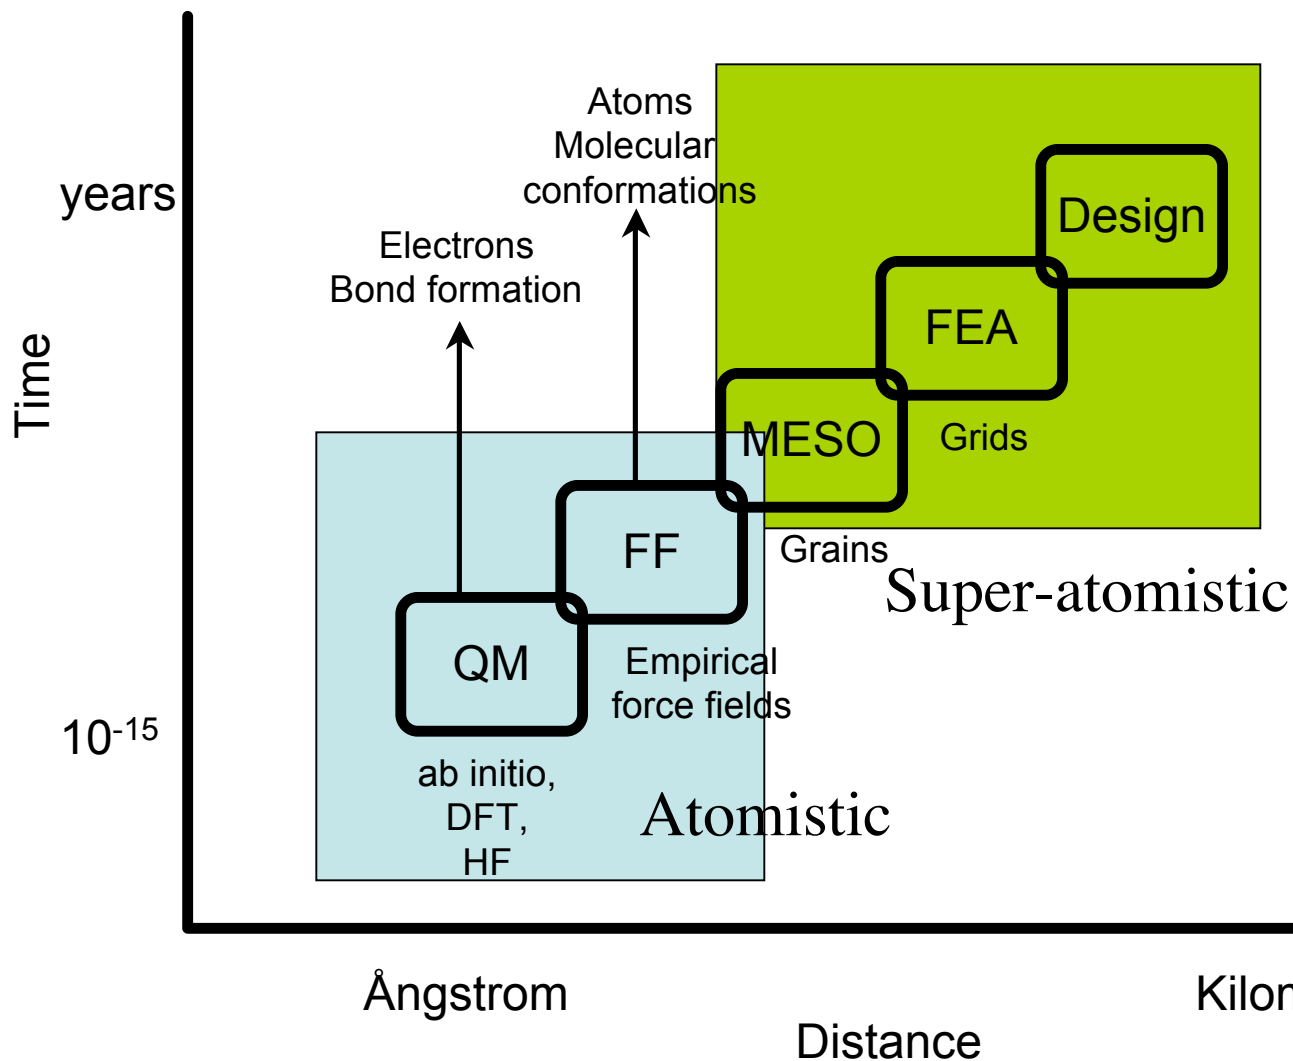 Atoms
Molecular
conformations
years
Design
Electrons
Bond formation
FEA
Time
MESO
Grids
FF
Grains
Super-atomistic
QM
Empirical
force fields
10⁻¹⁵
ab initio,
DFT,
HF
Atomistic
Ångstrom
Distance